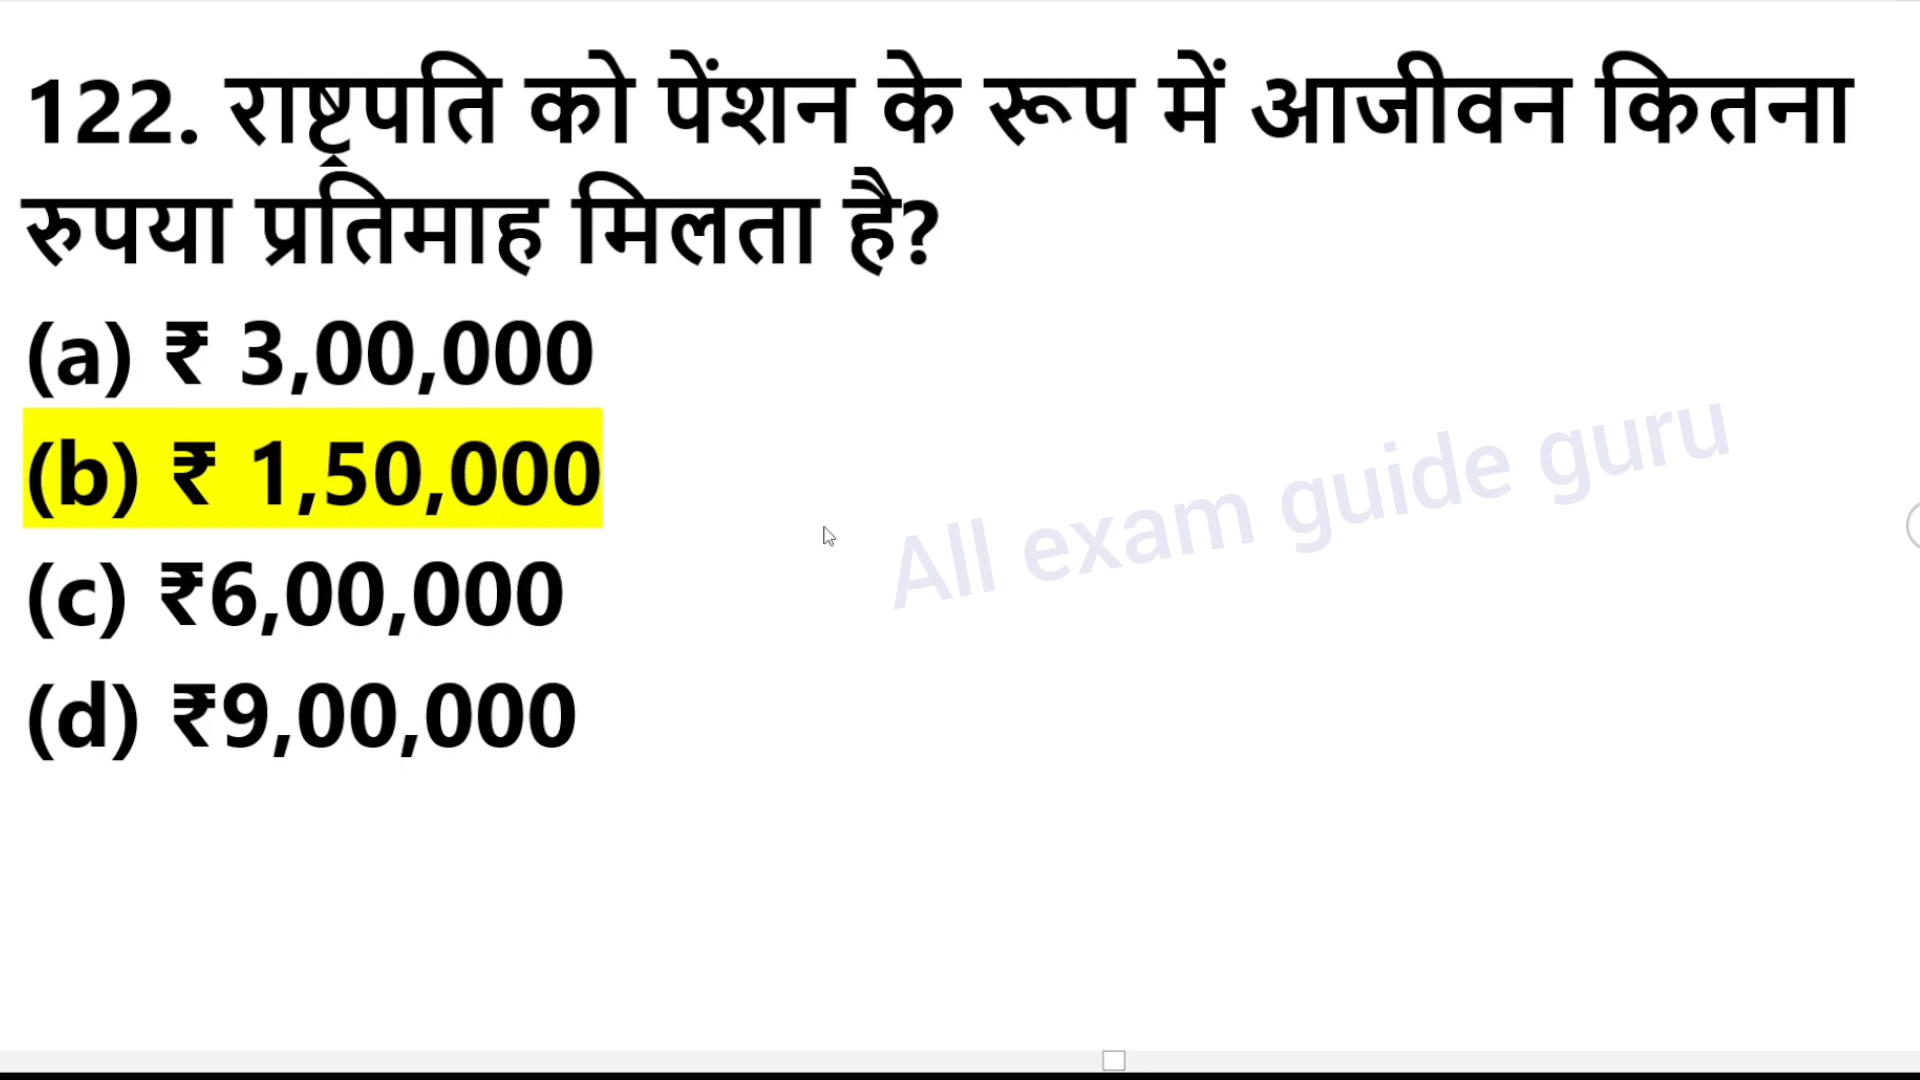 122. राष्ट्रपति को पेंशन के रूप में आजीवन कितना
रुपया प्रतिमाह मिलता है?
(a) ₹ 3,00,000
(b) ₹ 1,50,000
(c) ₹6,00,000
(d) ₹9,00,000
All exam guide guru